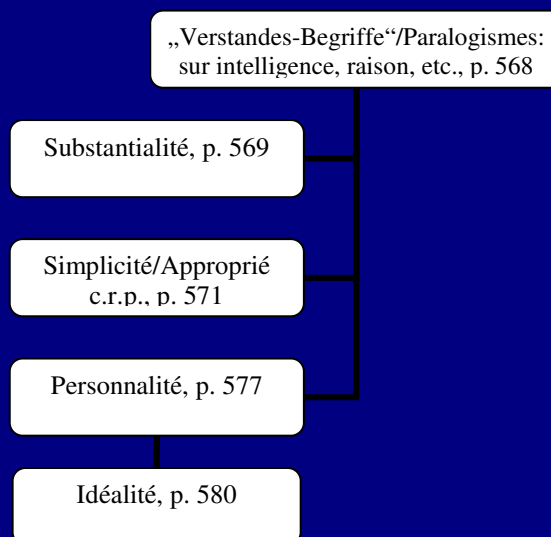 „Verstandes-Begriffe“/Paralogismes:
sur intelligence, raison, etc., p. 568
Substantialité, p. 569
Simplicité/Approprié
c.r.p., p. 571
Personnalité, p. 577
Idéalité, p. 580